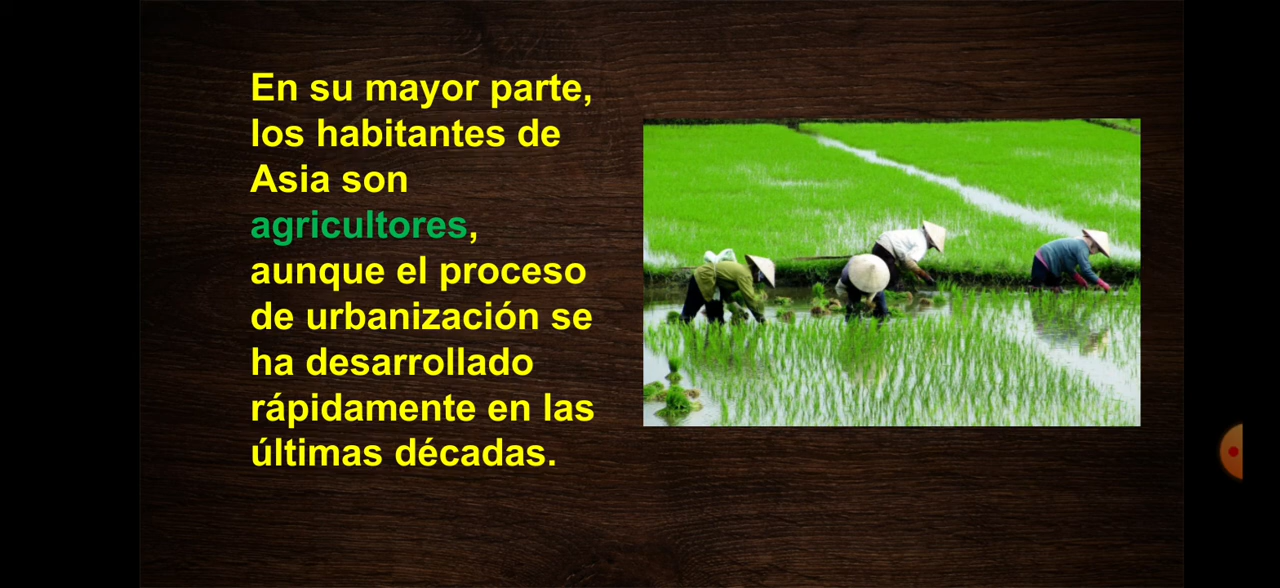 En su mayor parte,
los habitantes de
Asia son
agricultores,
aunque el proceso
de urbanización se
ha desarrollado
rápidamente en las
últimas décadas.